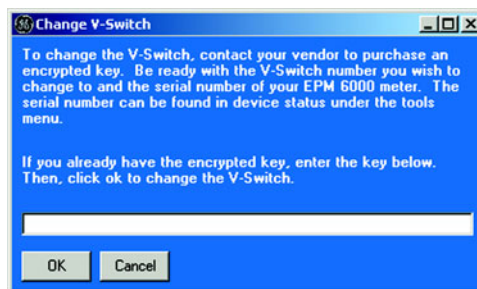 Change V-Switch
To change the V-Switch, contact your vendor to purchase an
encrypted key. Be ready with the V-Switch number you wish to
change to and the serial number of your EPM 6000 meter. The
serial number can be found in device status under the tools
menu.
If you already have the encrypted key, enter the key below.
Then, click ok to change the V-Switch.
OK
Cancel